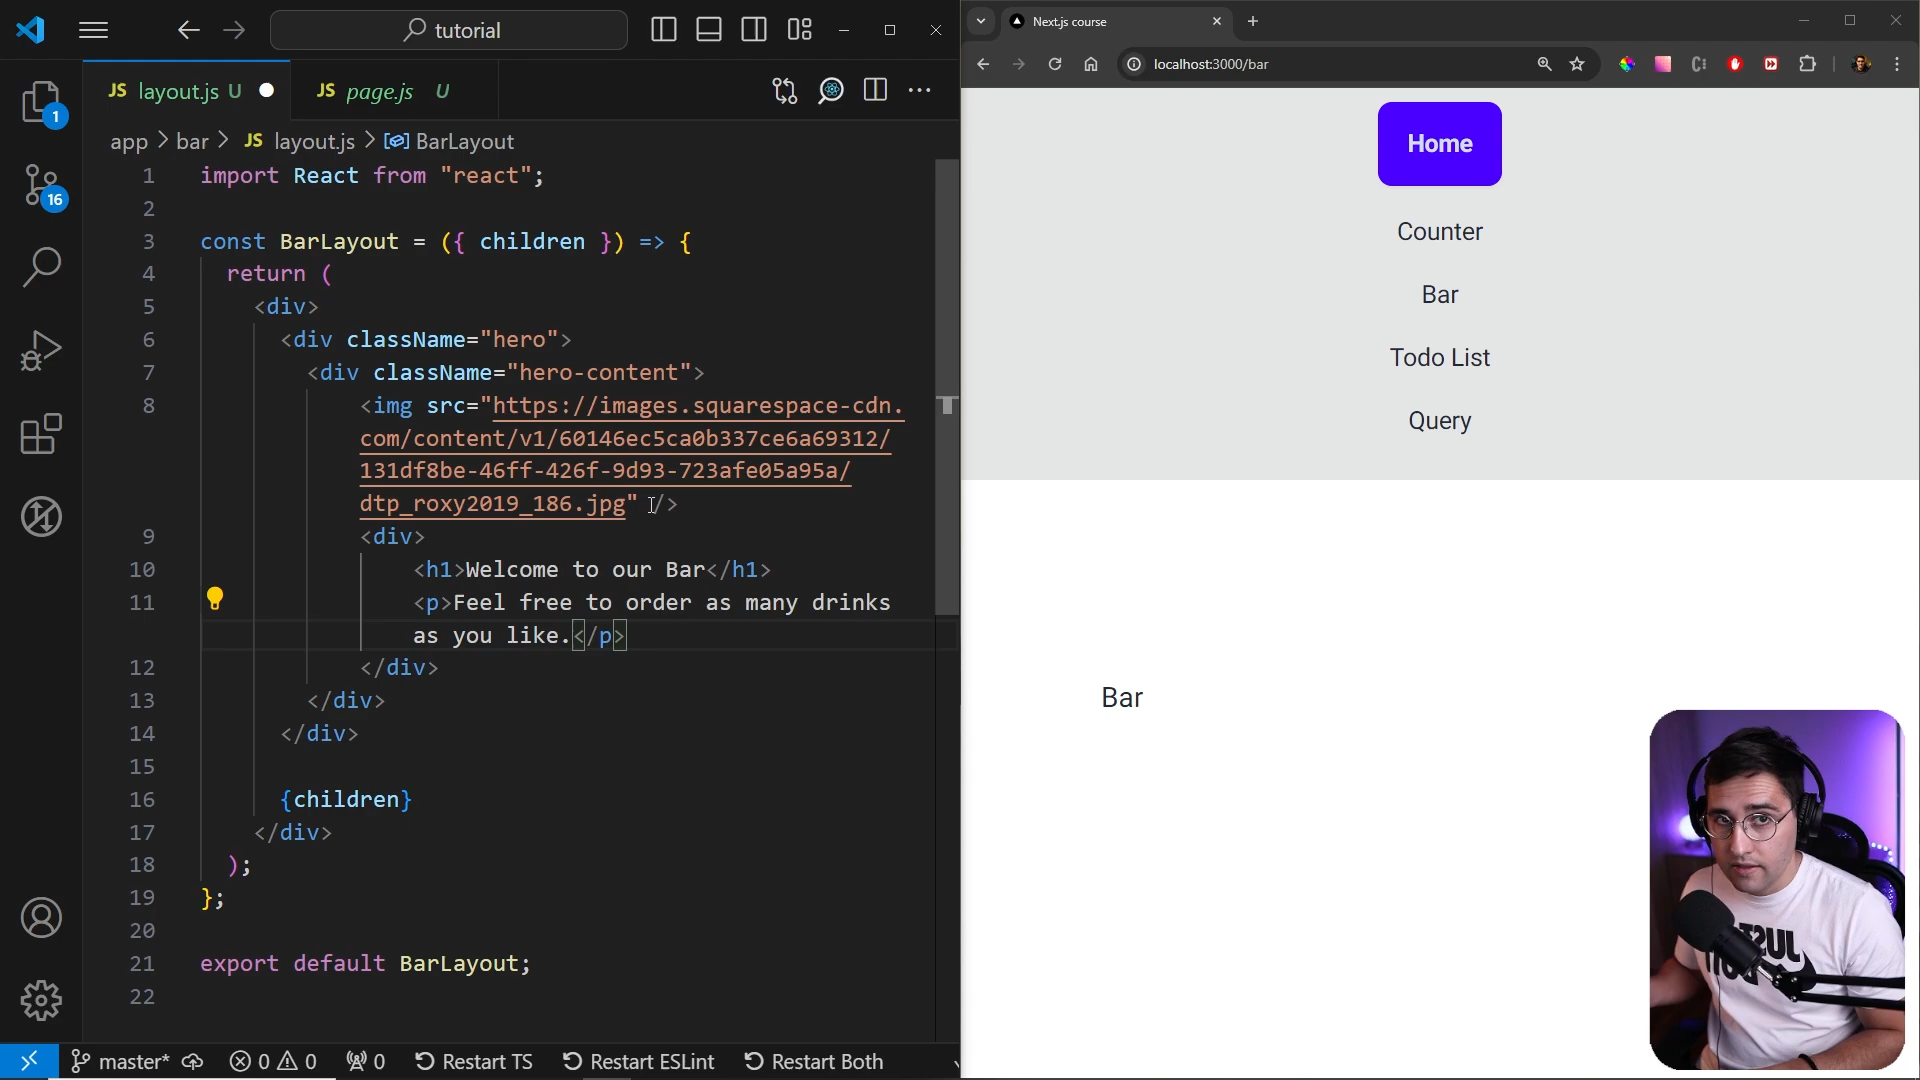 tutorial
JS layout.js U
JS page.js U
app > bar > JS layout.js > BarLayout
1 import React from "react";
2
3 const BarLayout = ({ children }) => {
4 return (
5 <div>
6 <div className="hero">
7 <div className="hero-content">
8 <img src="https://images.squarespace-cdn.
com/content/v1/60146ec5ca0b337ce6a69312/
131df8be-46ff-426f-9d93-723afe05a95a/
dtp_roxy2019_186.jpg" />
9 <div>
10 <h1>Welcome to our Bar</h1>
11 <p>Feel free to order as many drinks
as you like.</p>
12 </div>
13 </div>
14 </div>
15
16 {children}
17 </div>
18 );
19 };
20
21 export default BarLayout;
22
1
16
master* 0 0 0 Restart TS Restart ESLint Restart Both
Next.js course
localhost:3000/bar
Home
Counter
Bar
Todo List
Query
Bar